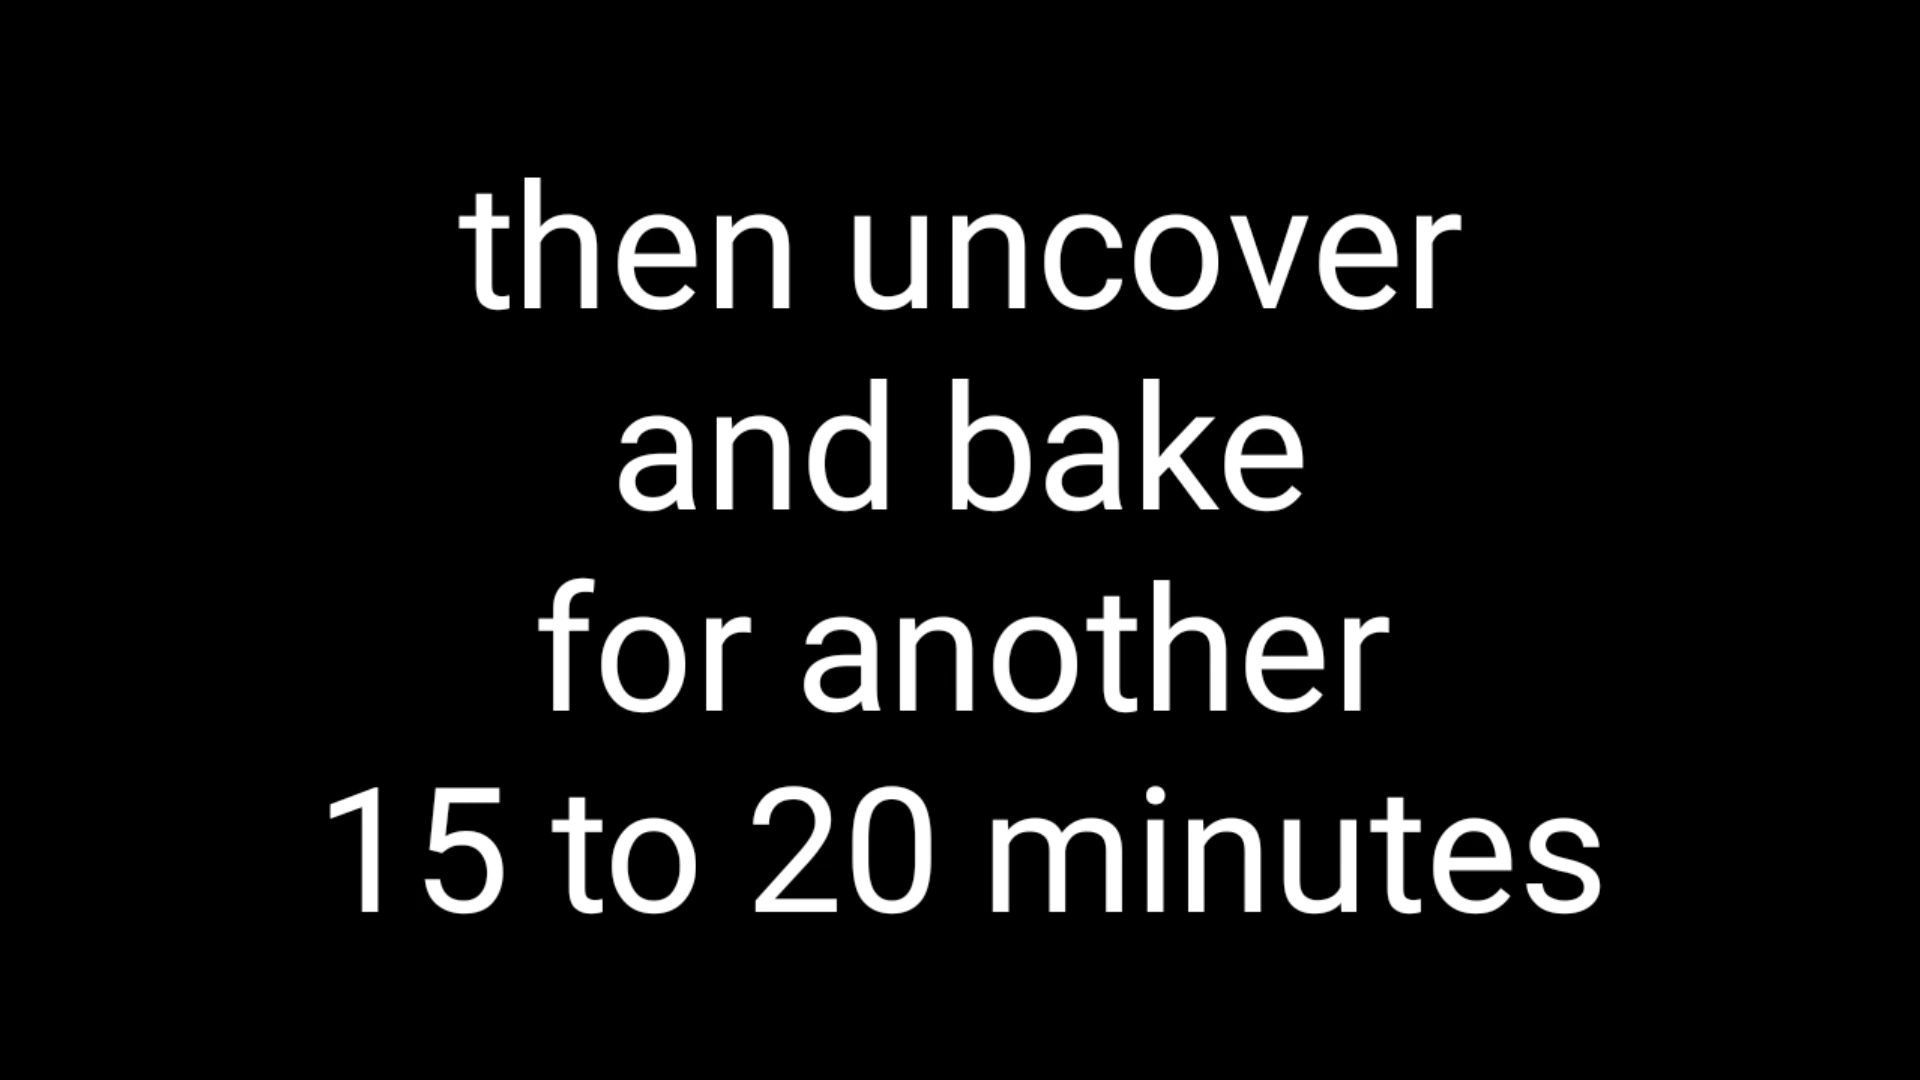 then uncover
and bake
for another
15 to 20 minutes